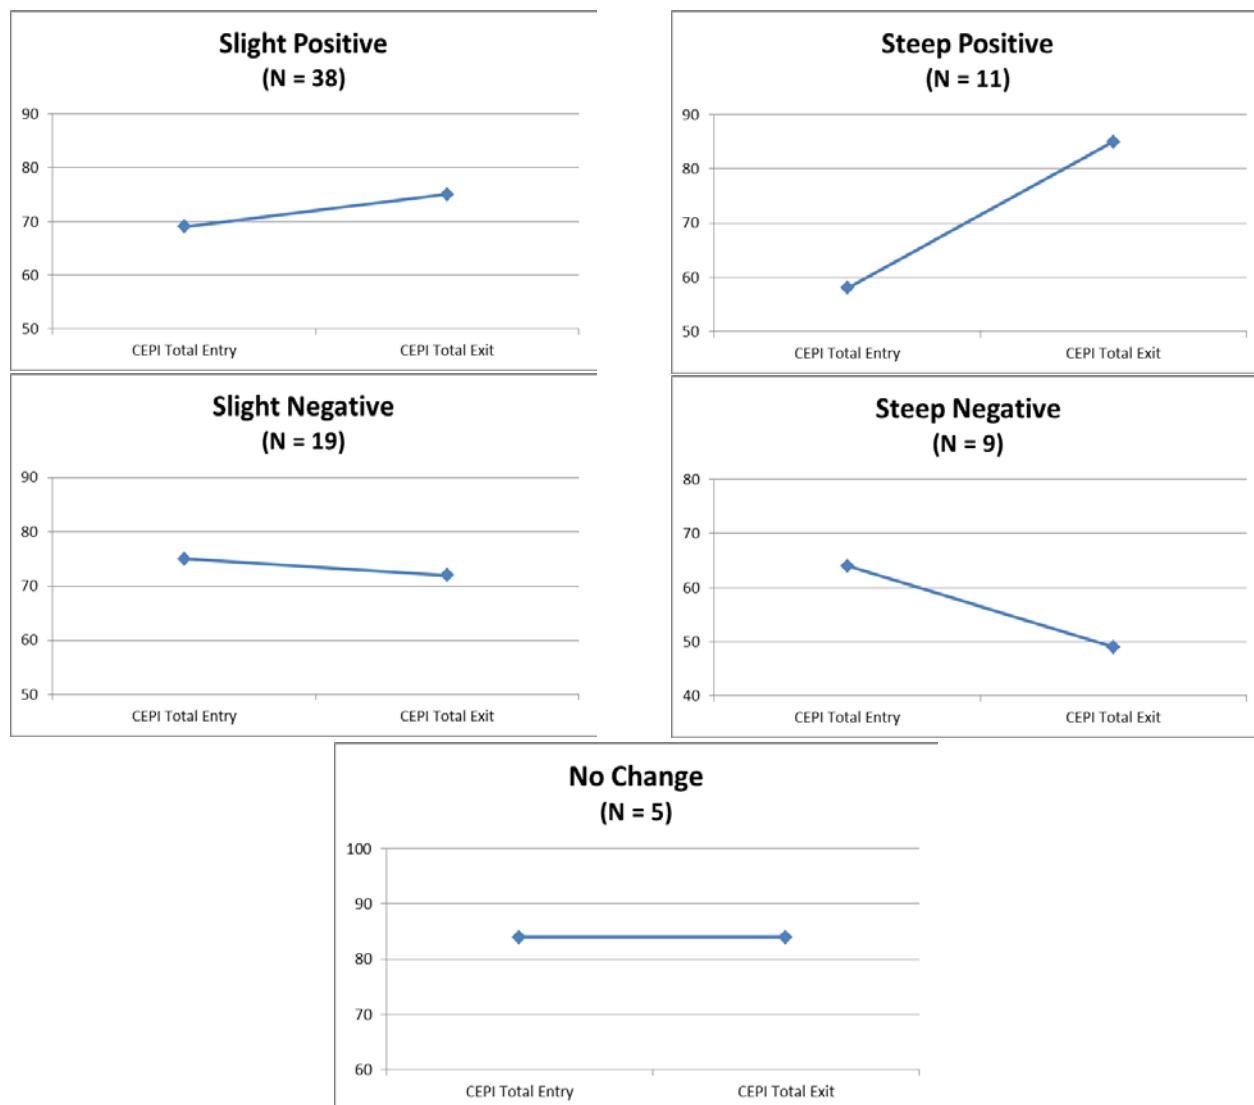 Slight Positive
(N = 38)
90
80
70
60
50
CEPI Total Entry
CEPI Total Exit
Steep Positive
(N = 11)
90
80
70
60
50
CEPI Total Entry
CEPI Total Exit
Slight Negative
(N = 19)
90
80
70
60
50
CEPI Total Entry
CEPI Total Exit
Steep Negative
(N = 9)
80
70
60
50
40
CEPI Total Entry
CEPI Total Exit
No Change
(N = 5)
100
90
80
70
60
CEPI Total Entry
CEPI Total Exit